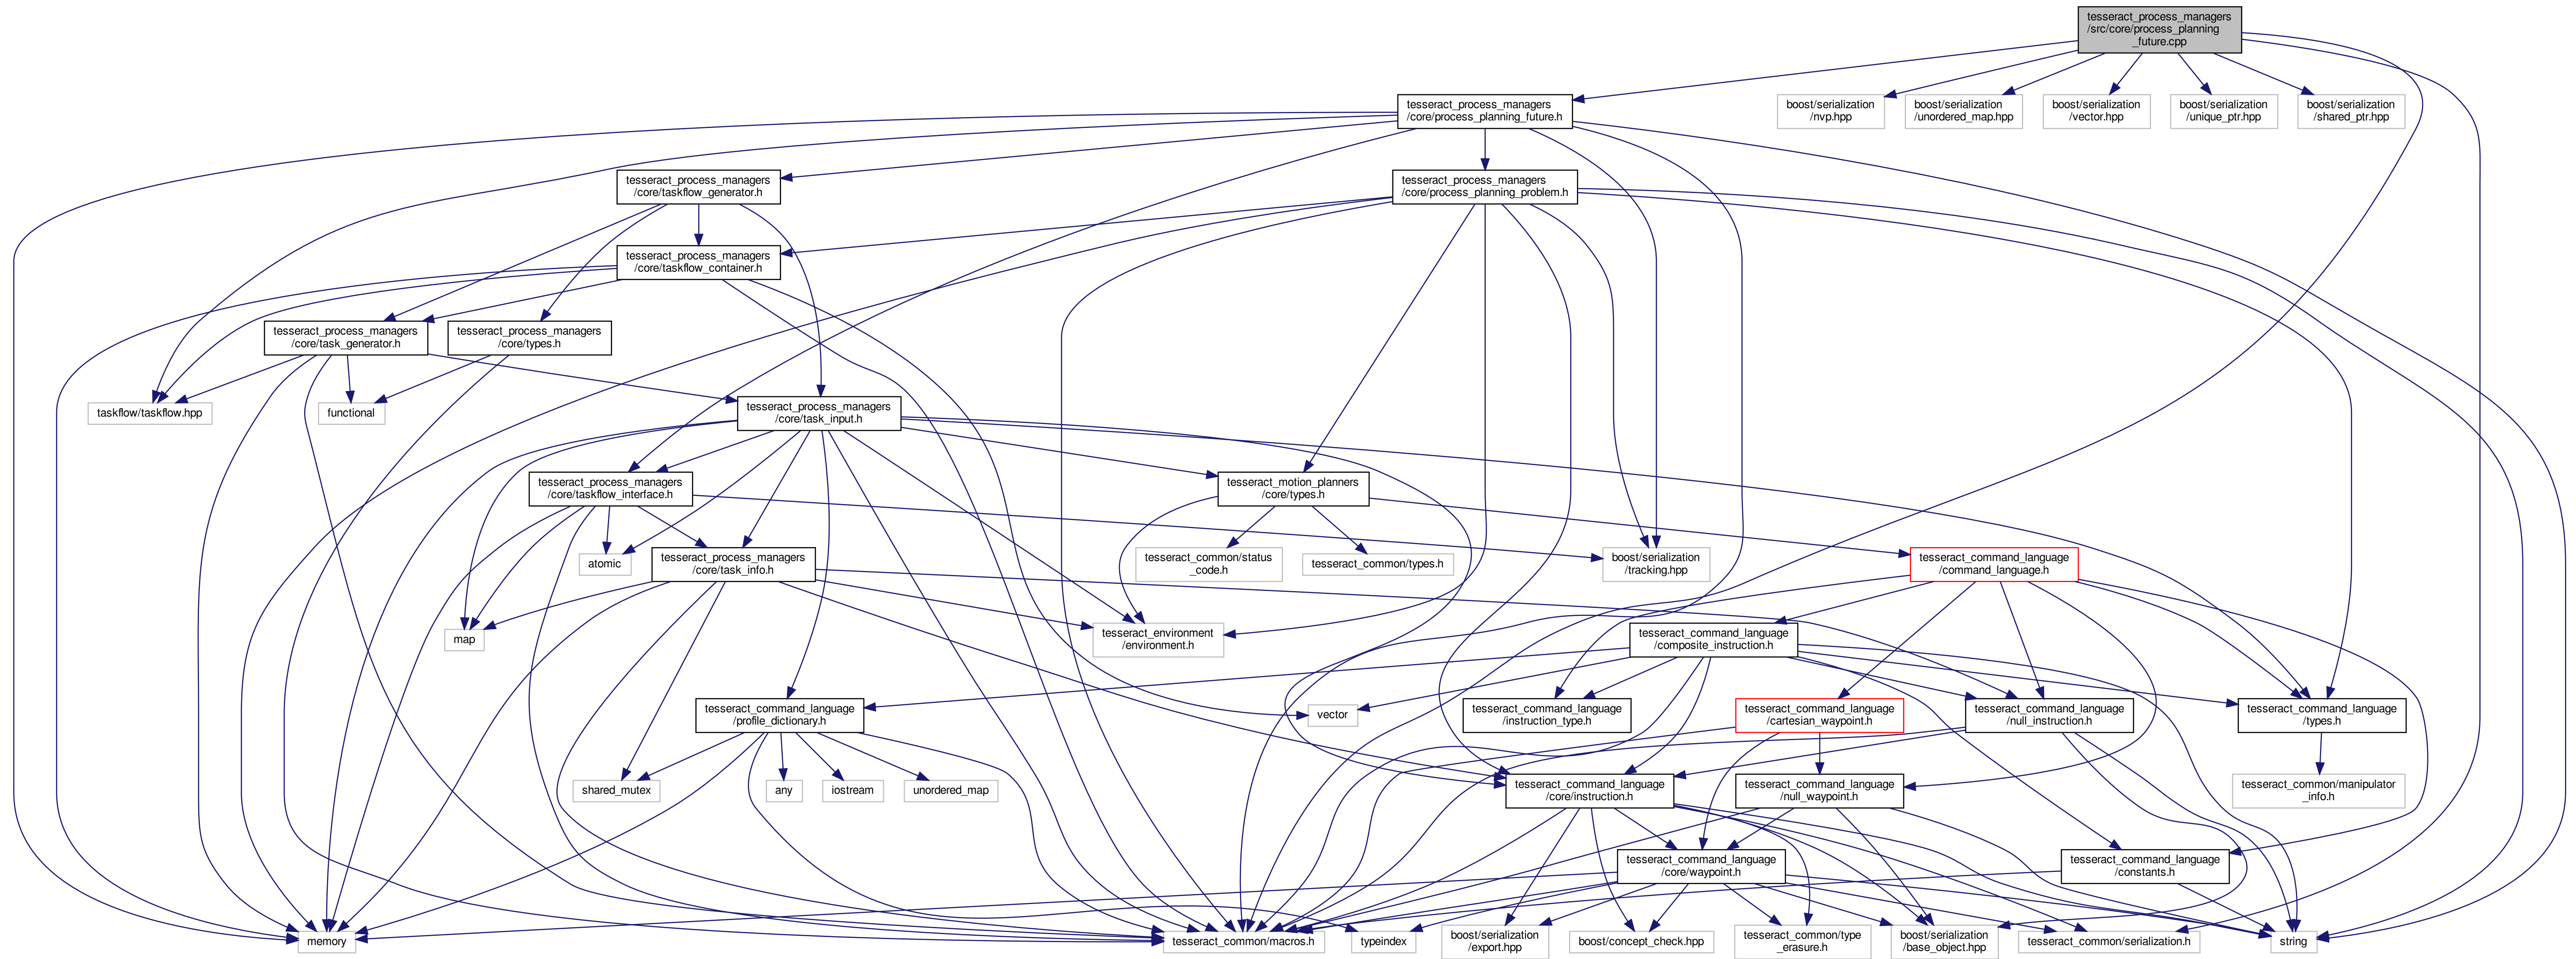 tesseract_process_managers
/src/core/process_planning
_future.cpp
tesseract_process_managers
/core/process_planning_future.h
boost/serialization
/nvp.hpp
boost/serialization
/unordered_map.hpp
boost/serialization
/vector.hpp
boost/serialization
/unique_ptr.hpp
boost/serialization
/shared_ptr.hpp
tesseract_process_managers
/core/taskflow_generator.h
tesseract_process_managers
/core/process_planning_problem.h
tesseract_process_managers
/core/taskflow_container.h
tesseract_process_managers
/core/task_generator.h
tesseract_process_managers
/core/types.h
taskflow/taskflow.hpp
functional
tesseract_process_managers
/core/task_input.h
tesseract_process_managers
/core/taskflow_interface.h
tesseract_motion_planners
/core/types.h
atomic
tesseract_process_managers
/core/task_info.h
tesseract_common/status
_code.h
tesseract_common/types.h
boost/serialization
/tracking.hpp
tesseract_command_language
/command_language.h
map
tesseract_environment
/environment.h
tesseract_command_language
/composite_instruction.h
tesseract_command_language
/profile_dictionary.h
vector
tesseract_command_language
/instruction_type.h
tesseract_command_language
/cartesian_waypoint.h
tesseract_command_language
/null_instruction.h
tesseract_command_language
/types.h
shared_mutex
any
iostream
unordered_map
tesseract_command_language
/core/instruction.h
tesseract_command_language
/null_waypoint.h
tesseract_common/manipulator
_info.h
tesseract_command_language
/core/waypoint.h
tesseract_command_language
/constants.h
memory
tesseract_common/macros.h
typeindex
boost/serialization
/export.hpp
boost/concept_check.hpp
tesseract_common/type
_erasure.h
boost/serialization
/base_object.hpp
tesseract_common/serialization.h
string